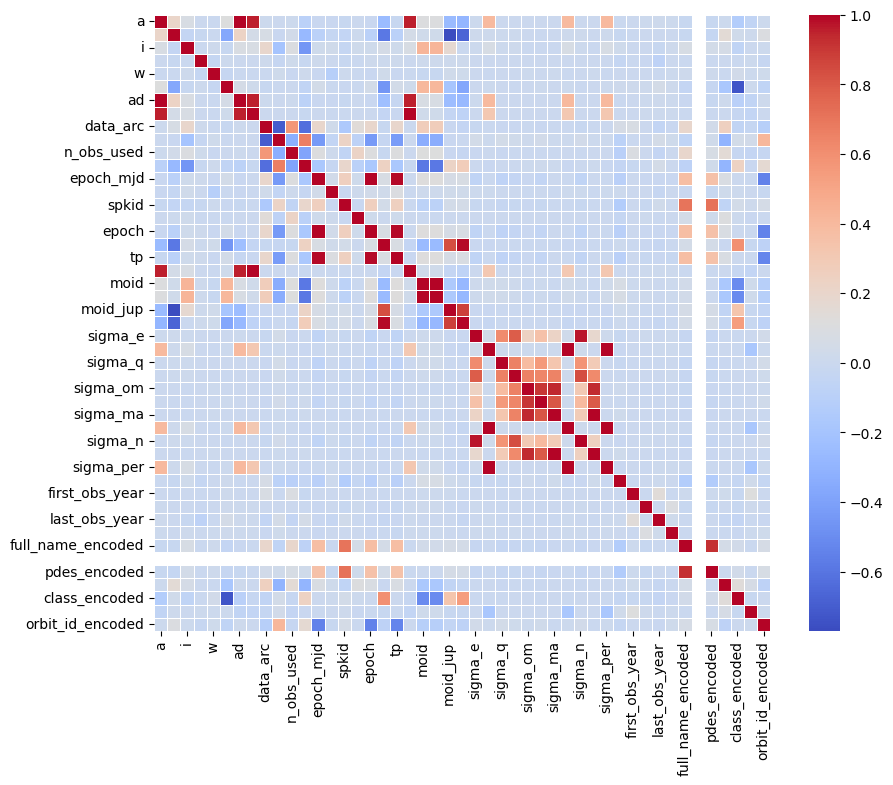 a
i
w
ad
data_arc
n_obs_used
epoch_mjd
spkid
epoch
tp
moid
moid_jup
sigma_e
sigma_q
sigma_om
sigma_ma
sigma_n
sigma_per
first_obs_year
last_obs_year
full_name_encoded
pdes_encoded
class_encoded
orbit_id_encoded
a
i
w
ad
data_arc
n_obs_used
epoch_mjd
spkid
epoch
tp
moid
moid_jup
sigma_e
sigma_q
sigma_om
sigma_ma
sigma_n
sigma_per
first_obs_year
last_obs_year
full_name_encoded
pdes_encoded
class_encoded
orbit_id_encoded
1.0
0.8
0.6
0.4
0.2
0.0
−0.2
−0.4
−0.6